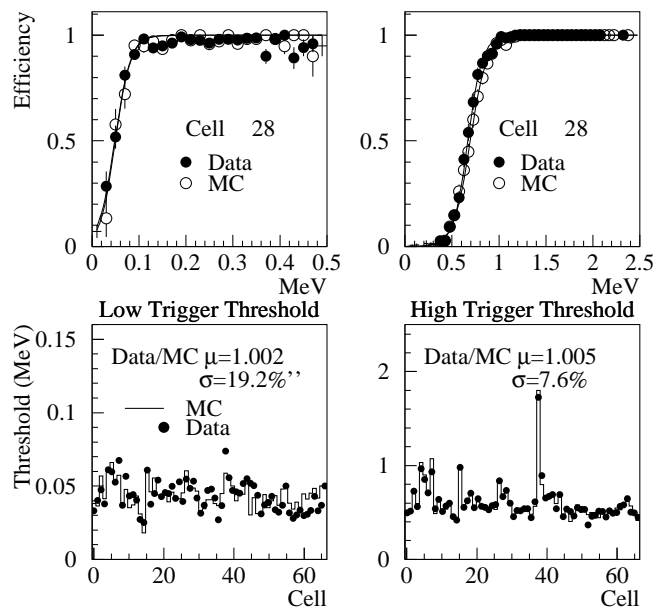 Efficiency
1
0.5
0
Cell 28
Data
MC
0 0.1 0.2 0.3 0.4 0.5
MeV
1
0.5
0
Cell 28
Data
MC
0 0.5 1 1.5 2 2.5
MeV
Low Trigger Threshold
Threshold (MeV)
0.15
0.1
0.05
0
Data/MC μ=1.002
σ=19.2%’’
MC
Data
0 20 40 60
Cell
High Trigger Threshold
2
1
0
Data/MC μ=1.005
σ=7.6%
0 20 40 60
Cell